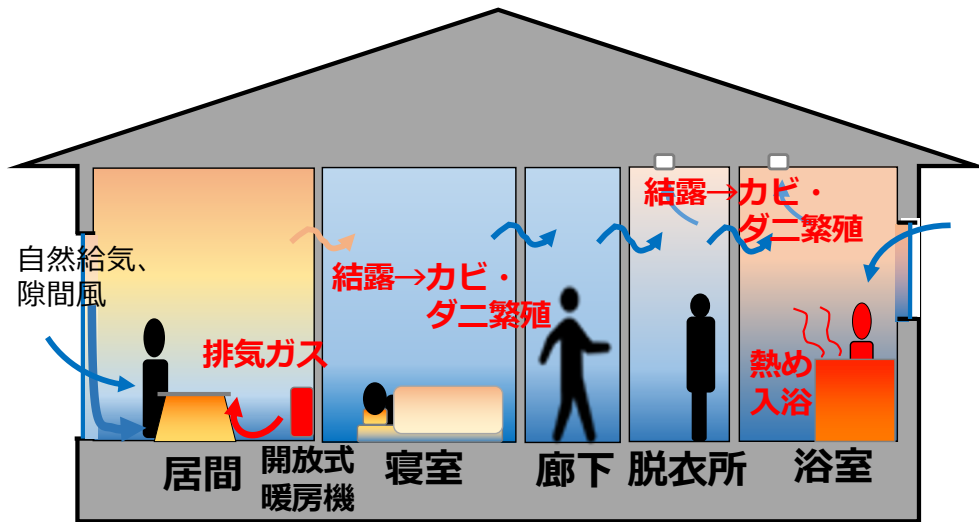 自然給気、
隙間風
排気ガス
結露→カビ・
ダニ繁殖
結露→カビ・
ダニ繁殖
熱め
入浴
居間
開放式
暖房機
寝室
廊下
脱衣所
浴室